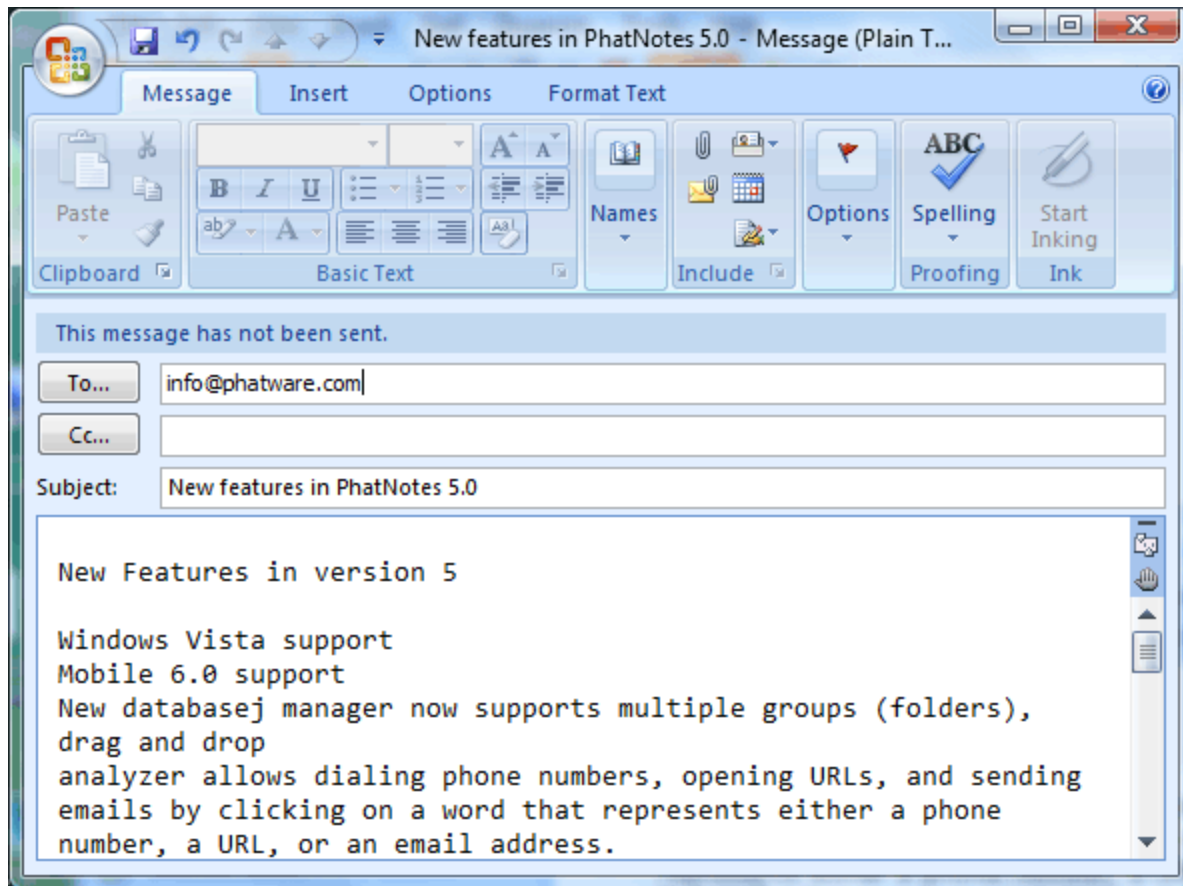 New features in PhatNotes 5.0 - Message (Plain T...
Message Insert Options Format Text
Paste
Clipboard
B I U
ab A
Aa
Basic Text
Names
Include
Options
ABC
Spelling
Proofing
Start
Inking
Ink
This message has not been sent.
To... info@phatware.com
Cc...
Subject: New features in PhatNotes 5.0
New Features in version 5
Windows Vista support
Mobile 6.0 support
New databasej manager now supports multiple groups (folders),
drag and drop
analyzer allows dialing phone numbers, opening URLs, and sending
emails by clicking on a word that represents either a phone
number, a URL, or an email address.